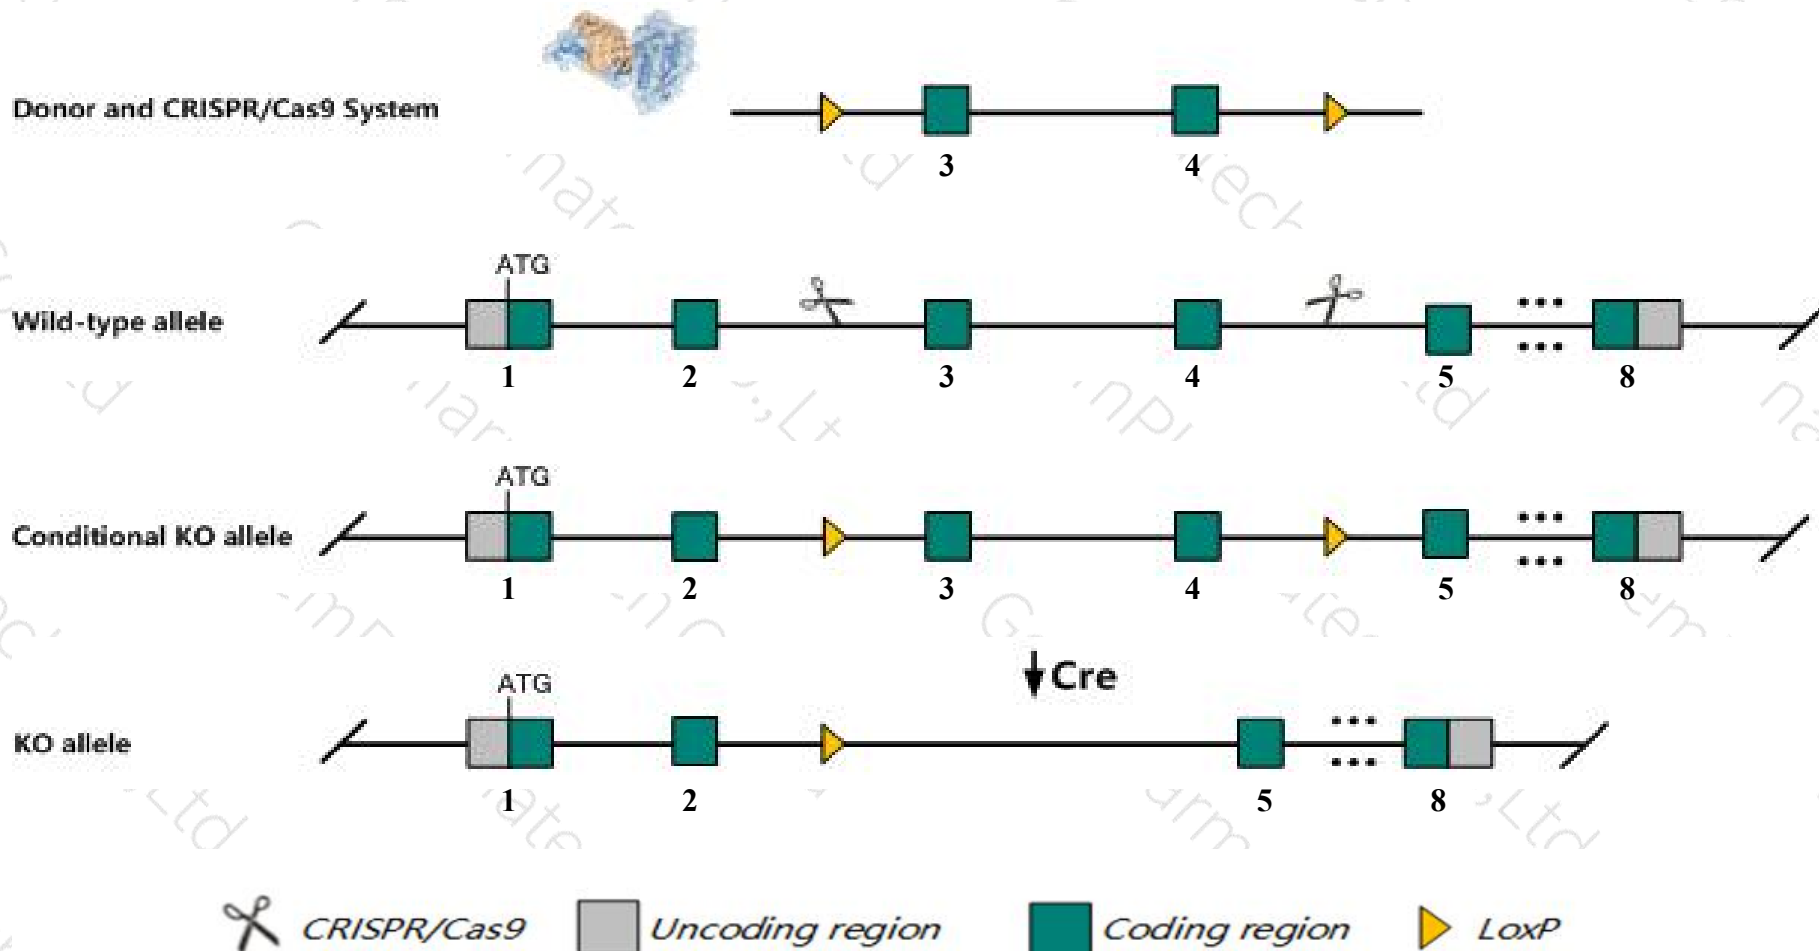 Donor and CRISPR/Cas9 System
3 4
ATG
Wild-type allele
1 2 3 4 5 8
ATG
Conditional KO allele
1 2 3 4 5 8
Cre
ATG
KO allele
1 2 5 8
CRISPR/Cas9 Uncoding region Coding region LoxP